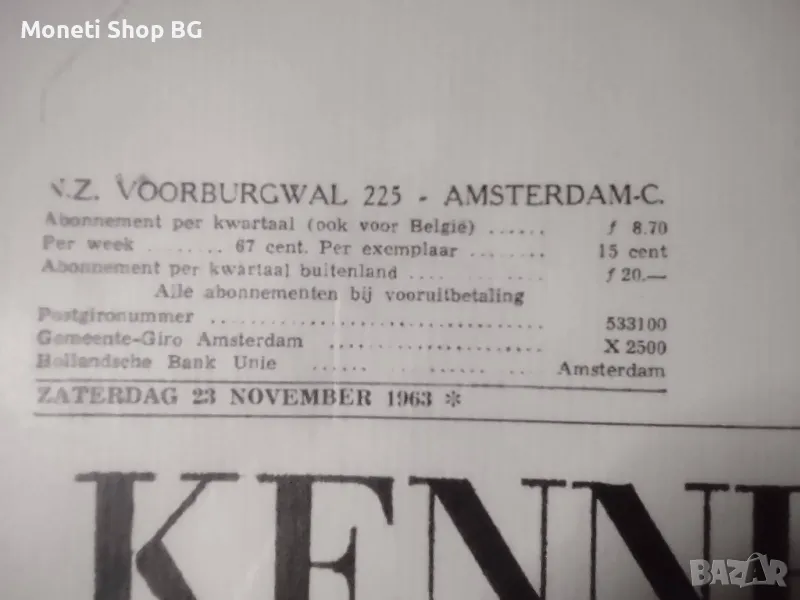 Moneti Shop BG
N.Z. VOORBURGWAL 225 - AMSTERDAM-C.
Abonnement per kwartaal (ook voor België) ...... f 8.70
Per week ........ 67 cent. Per exemplaar ........ 15 cent
Abonnement per kwartaal buitenland .... ........ f 20.—
Alle abonnementen bij vooruitbetaling
Postgironummer .................................... 533100
Gemeente-Giro Amsterdam ........................ X 2500
Hollandsche Bank Unie ...... .................. Amsterdam
ZATERDAG 23 NOVEMBER 1963 *
KENN
BAZAR